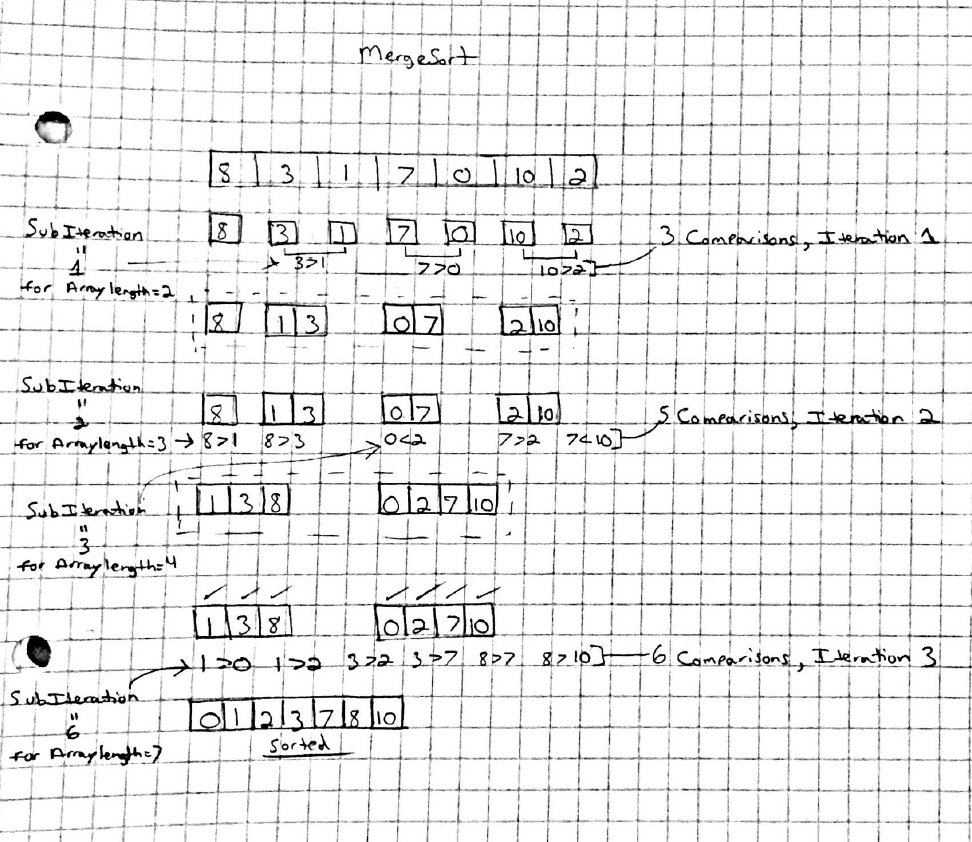 MergeSort
8 3 1 7 0 10 2
SubIteration
"
1
for Array length=2
8 3 1 7 0 10 2
3>1 7>0 10>2] 3 Comparisons, Iteration 1
8 1 3 0 7 2 10
SubIteration
"
2
for Arraylength=3 →
8 1 3 0 7 2 10
8>1 8>3 0<2 7>2 7<10] 5 Comparisons, Iteration 2
SubIteration
"
3
for Arraylength=4
1 3 8 0 2 7 10
1 3 8 0 2 7 10
1>0 1>2 3>2 3>7 8>7 8>10] 6 Comparisons, Iteration 3
SubIteration
"
6
for Arraylength=7
0 1 2 3 7 8 10
Sorted